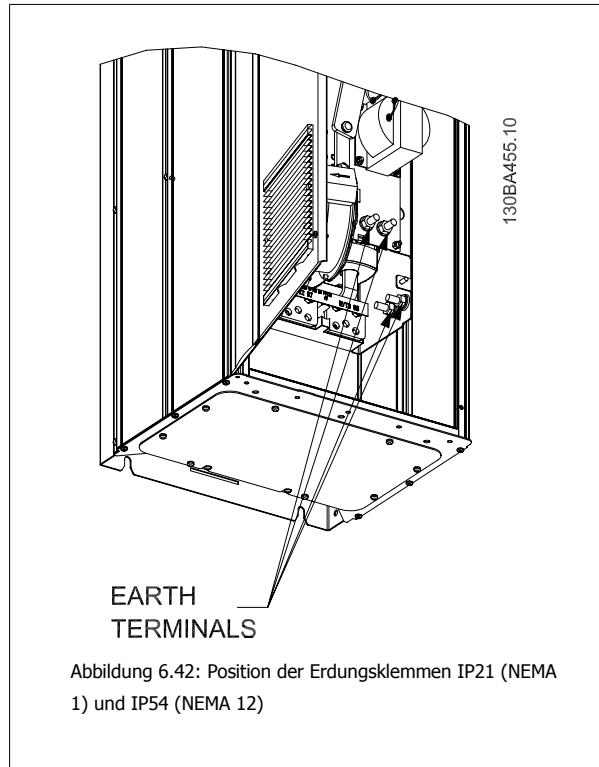 130BA455.10
EARTH
TERMINALS
Abbildung 6.42: Position der Erdungsklemmen IP21 (NEMA
1) und IP54 (NEMA 12)